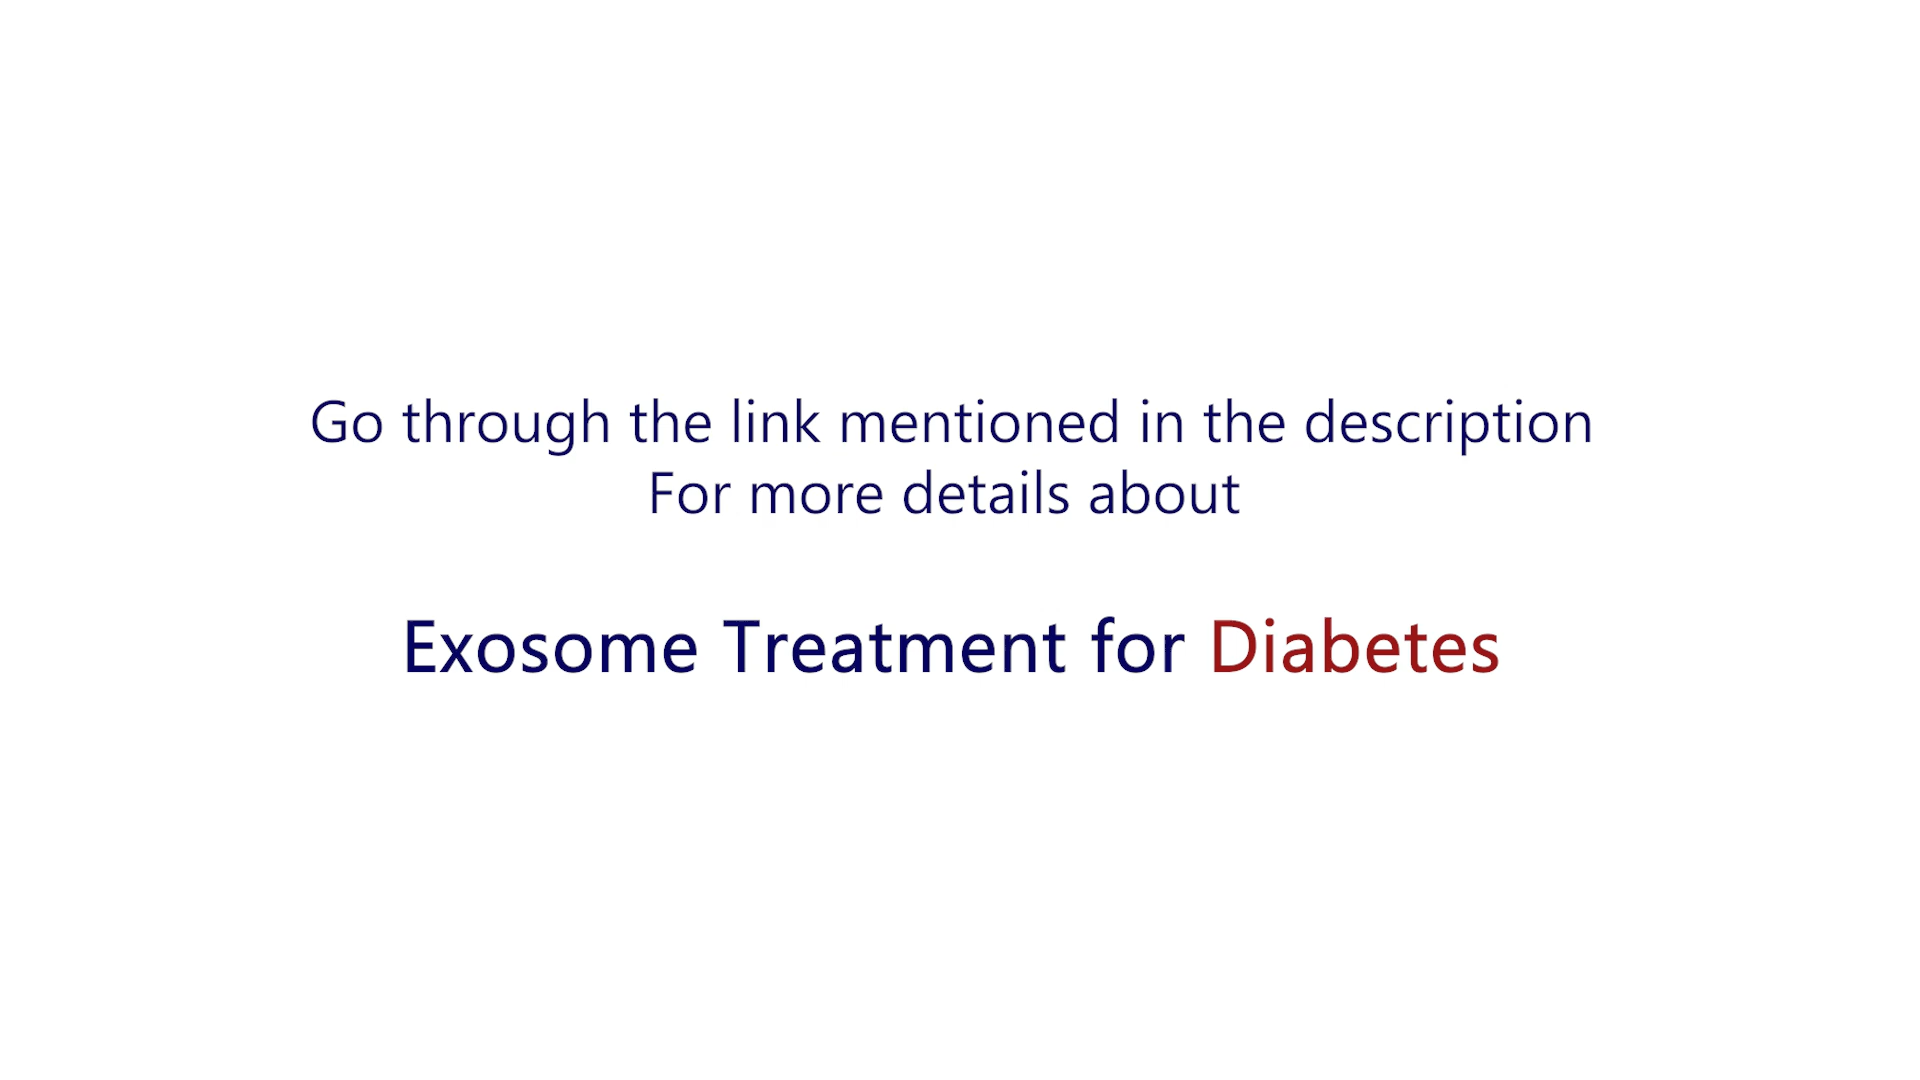 Go through the link mentioned in the description
For more details about
Exosome Treatment for Diabetes